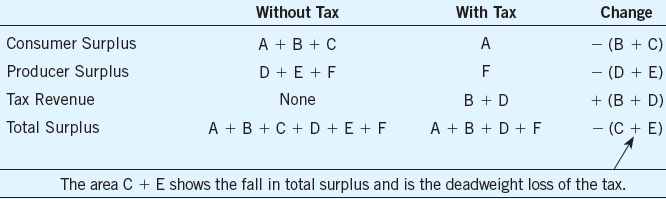 Without Tax With Tax Change
Consumer Surplus A + B + C A − (B + C)
Producer Surplus D + E + F F − (D + E)
Tax Revenue None B + D + (B + D)
Total Surplus A + B + C + D + E + F A + B + D + F − (C + E)
The area C + E shows the fall in total surplus and is the deadweight loss of the tax.